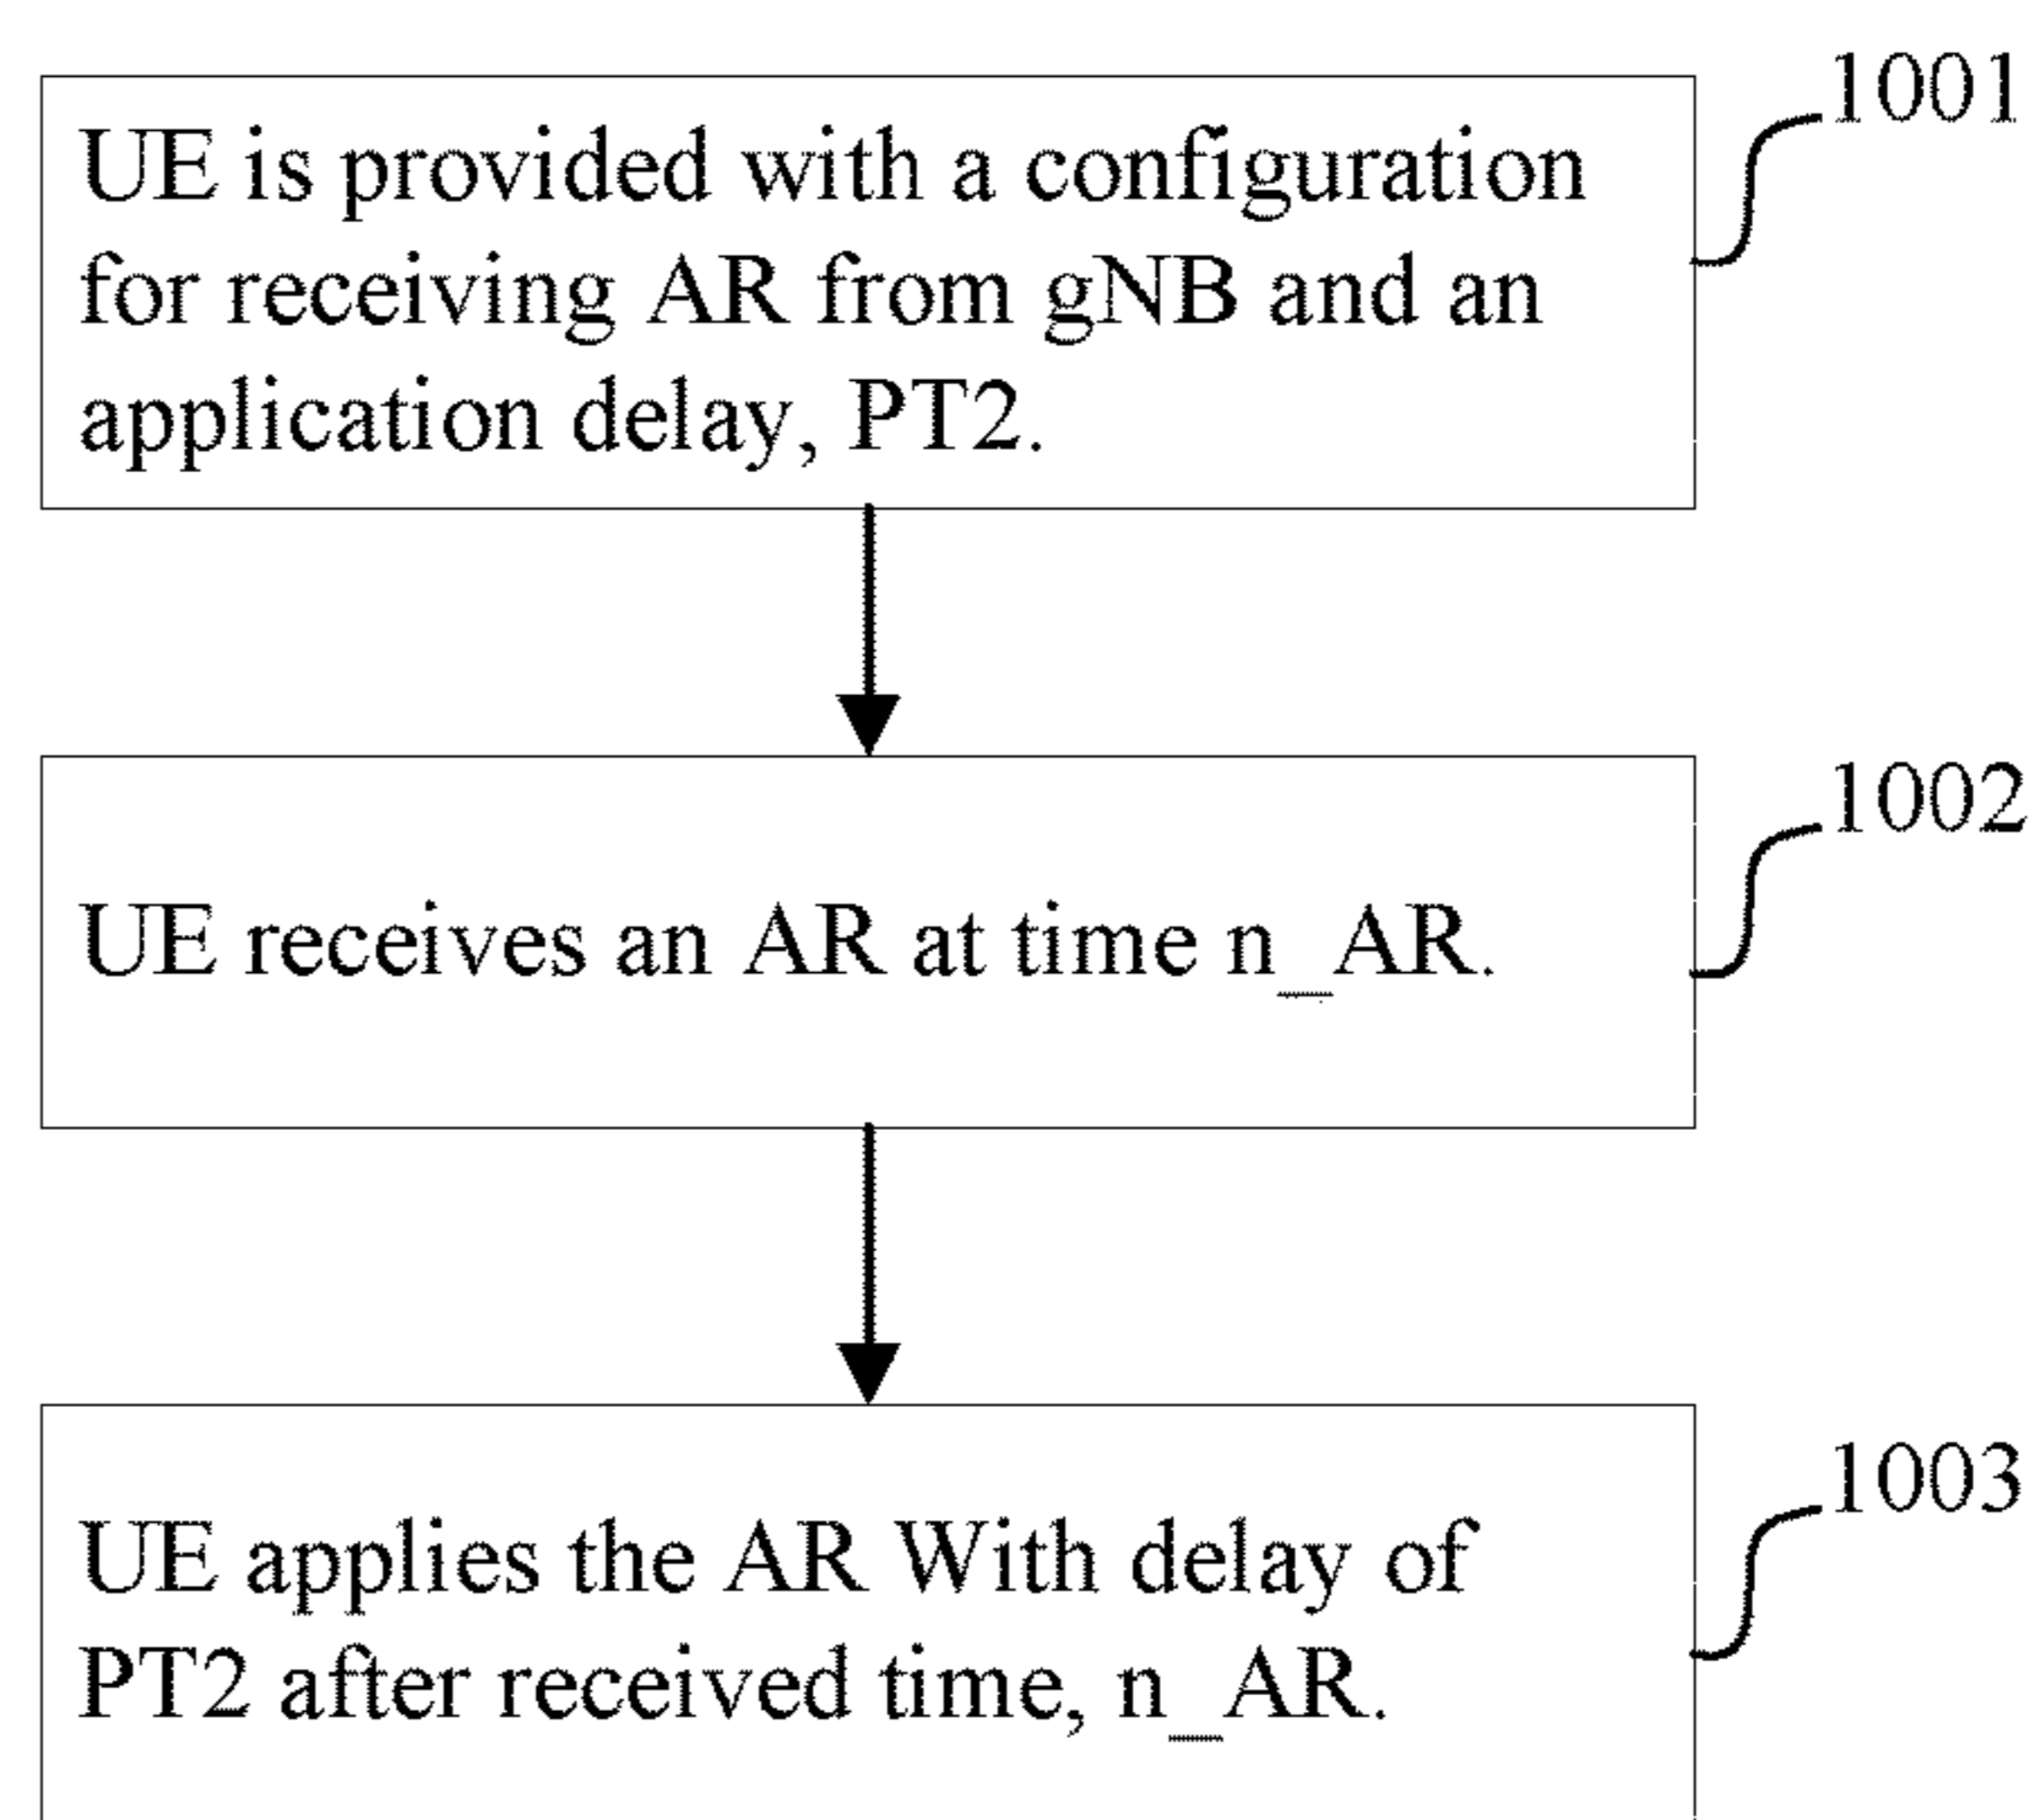 1001
UE is provided with a configuration
for receiving AR from gNB and an
application delay, PT2.
1002
UE receives an AR at time n_AR.
1003
UE applies the AR With delay of
PT2 after received time, n_AR.